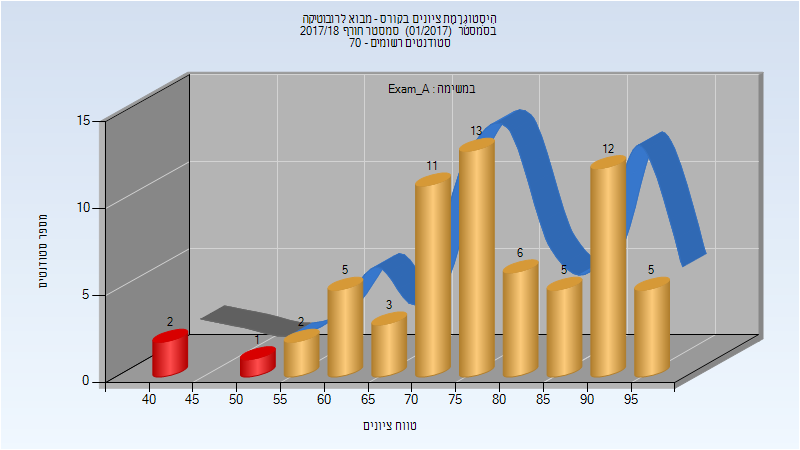 היסטוגרמת ציונים בקורס - מבוא לרובוטיקה
בסמסטר (01/2017) סמסטר חורף 2017/18
סטודנטים רשומים - 70
במשימה : Exam_A
15
10
5
0
מספר סטודנטים
2
1
2
5
3
11
13
6
5
12
5
40 45 50 55 60 65 70 75 80 85 90 95
טווח ציונים